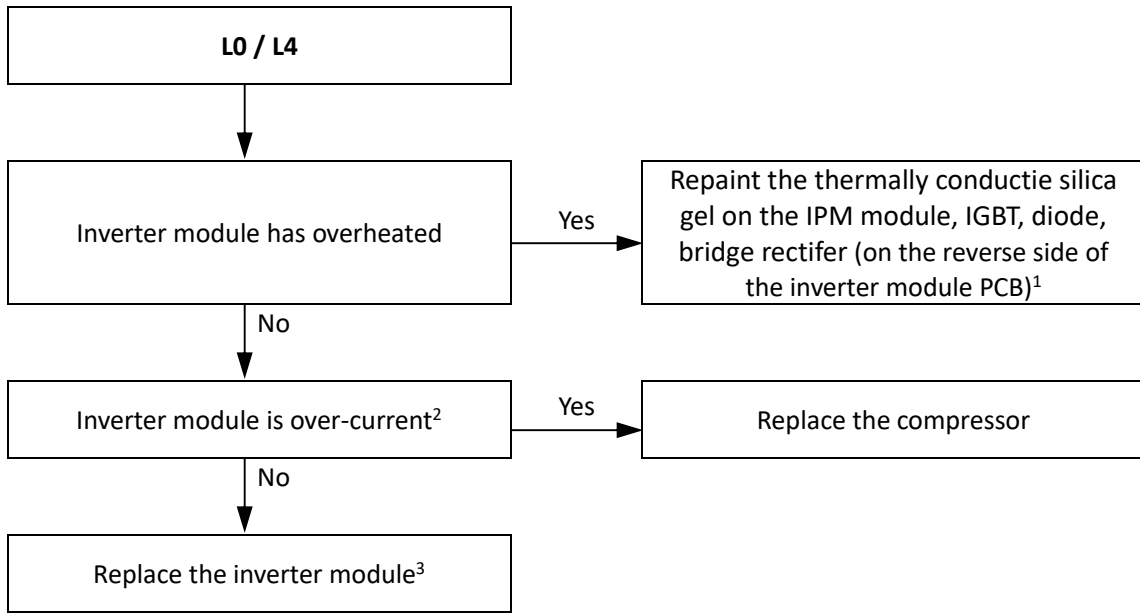 L0 / L4
Inverter module has overheated
Yes
Repaint the thermally conductie silica
gel on the IPM module, IGBT, diode,
bridge rectifer (on the reverse side of
the inverter module PCB)1
No
Inverter module is over-current2
Yes
Replace the compressor
No
Replace the inverter module3